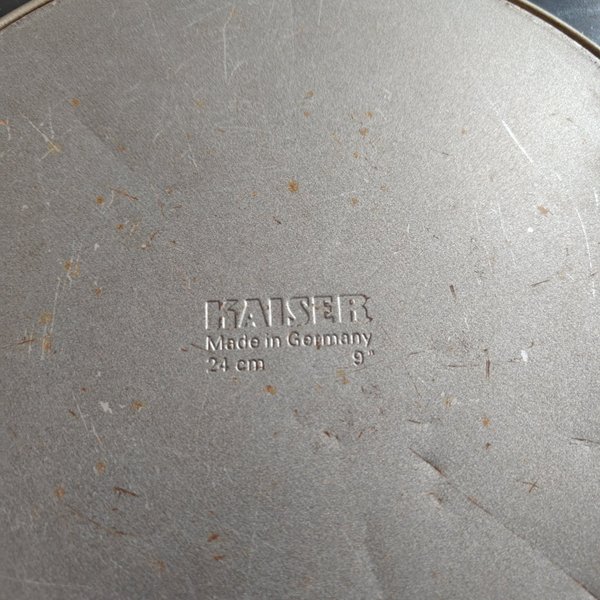 KAISER
Made in Germany
24 cm 9"